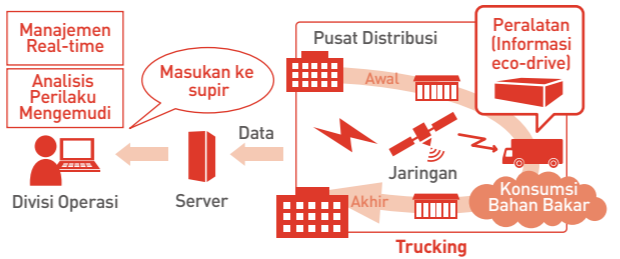 Manajemen
Real-time
Analisis
Perilaku
Mengemudi
Masukan ke
supir
Divisi Operasi
Server
Data
Pusat Distribusi
Awal
Peralatan
(Informasi
eco-drive)
Jaringan
Konsumsi
Bahan Bakar
Akhir
Trucking